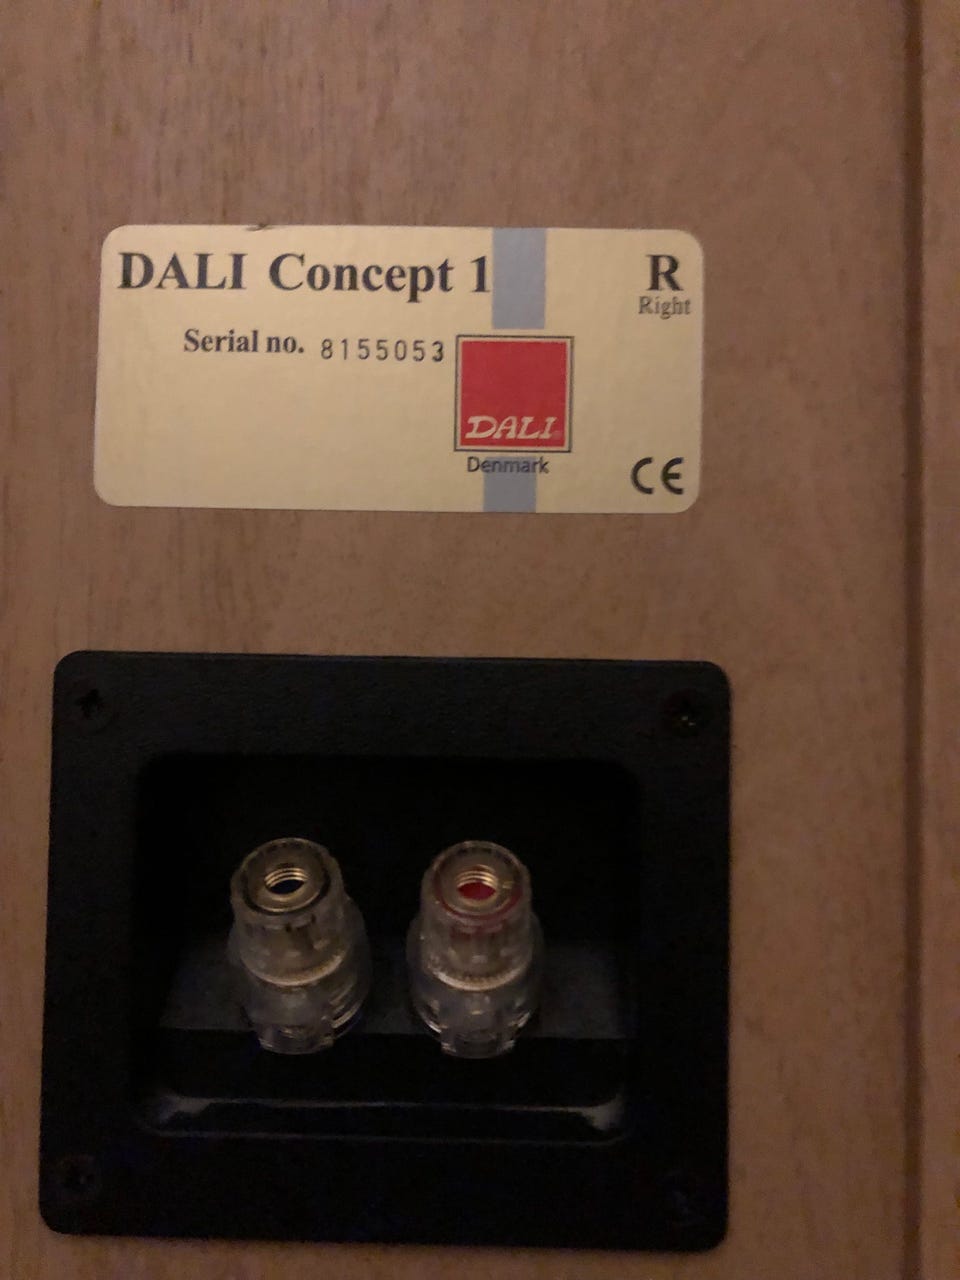 DALI Concept 1
R
Right
Serial no. 8155053
DALI
Denmark
CE